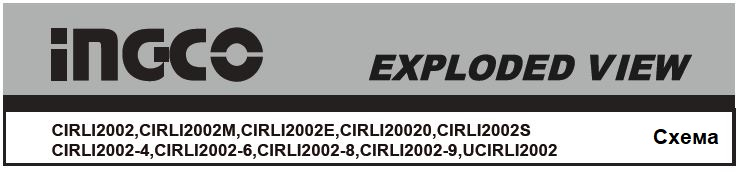 INGCO
EXPLODED VIEW
CIRLI2002,CIRLI2002M,CIRLI2002E,CIRLI20020,CIRLI2002S
CIRLI2002-4,CIRLI2002-6,CIRLI2002-8,CIRLI2002-9,UCIRLI2002
Схема